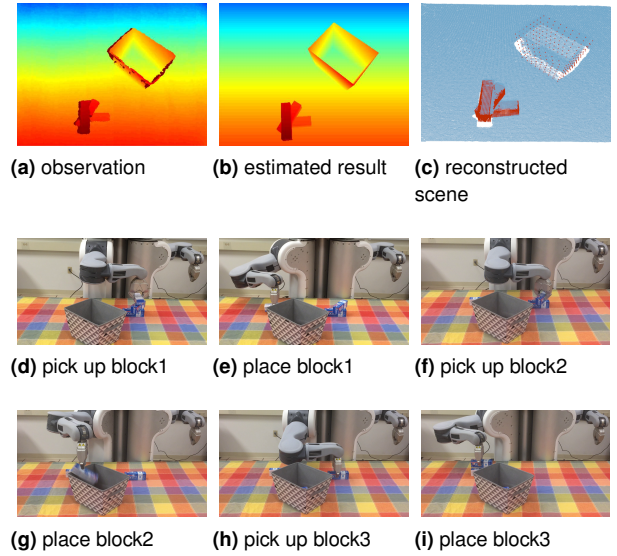 (a) observation
(b) estimated result
(c) reconstructed
scene
(d) pick up block1
(e) place block1
(f) pick up block2
(g) place block2
(h) pick up block3
(i) place block3